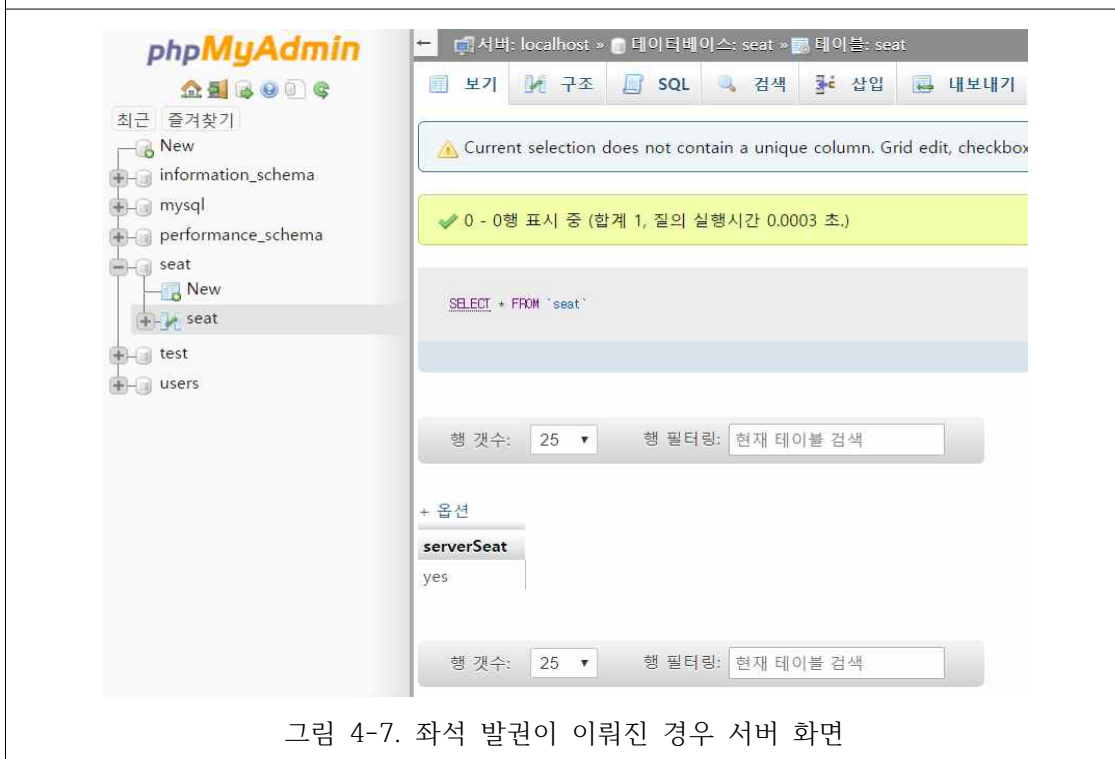 phpMyAdmin
최근 즐겨찾기
New
information_schema
mysql
performance_schema
seat
New
seat
test
users
← 서버: localhost » 데이터베이스: seat » 테이블: seat
보기 구조 SQL 검색 삽입 내보내기
Current selection does not contain a unique column. Grid edit, checkbox
0 - 0행 표시 중 (합계 1, 질의 실행시간 0.0003 초.)
SELECT * FROM `seat`
행 갯수: 25 행 필터링: 현재 테이블 검색
+ 옵션
serverSeat
yes
행 갯수: 25 행 필터링: 현재 테이블 검색
그림 4-7. 좌석 발권이 이뤄진 경우 서버 화면